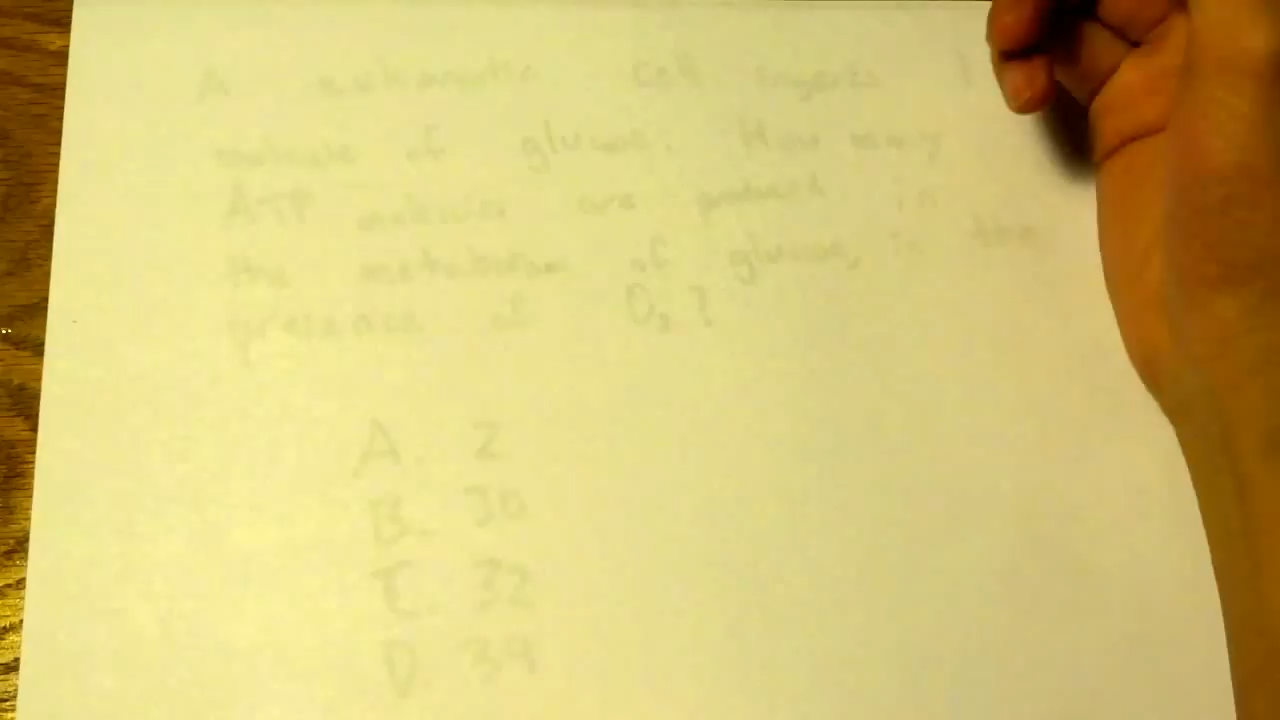 A eukaryotic cell ingests 1
molecule of glucose. How many
ATP molecules are produced in
the metabolism of glucose, in the
presence of O₂?
A. 2
B. 30
C. 32
D. 34